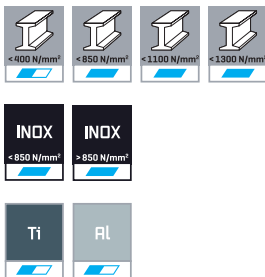 <400 N/mm² <850 N/mm² <1100 N/mm² <1300 N/mm²
INOX INOX
<850 N/mm² >850 N/mm²
Ti Al